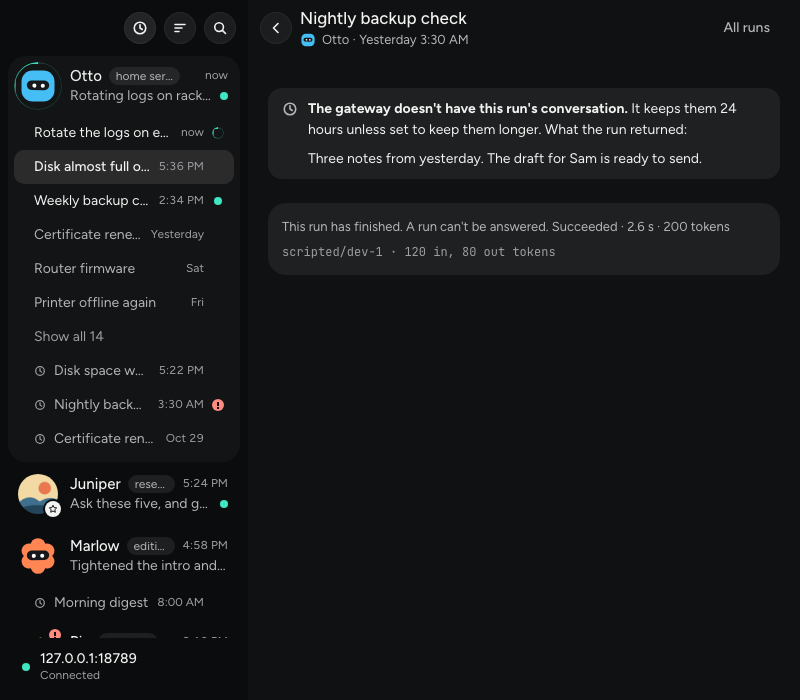 Otto home ser... now
Rotating logs on rack...
Rotate the logs on e... now
Disk almost full o... 5:36 PM
Weekly backup c... 2:34 PM
Certificate rene... Yesterday
Router firmware Sat
Printer offline again Fri
Show all 14
Disk space w... 5:22 PM
Nightly back... 3:30 AM
Certificate ren... Oct 29
Juniper rese... 5:24 PM
Ask these five, and g...
Marlow editi... 4:58 PM
Tightened the intro and...
Morning digest 8:00 AM
127.0.0.1:18789
Connected
Nightly backup check
Otto · Yesterday 3:30 AM
All runs
The gateway doesn't have this run's conversation. It keeps them 24
hours unless set to keep them longer. What the run returned:
Three notes from yesterday. The draft for Sam is ready to send.
This run has finished. A run can't be answered. Succeeded · 2.6 s · 200 tokens
scripted/dev-1 · 120 in, 80 out tokens